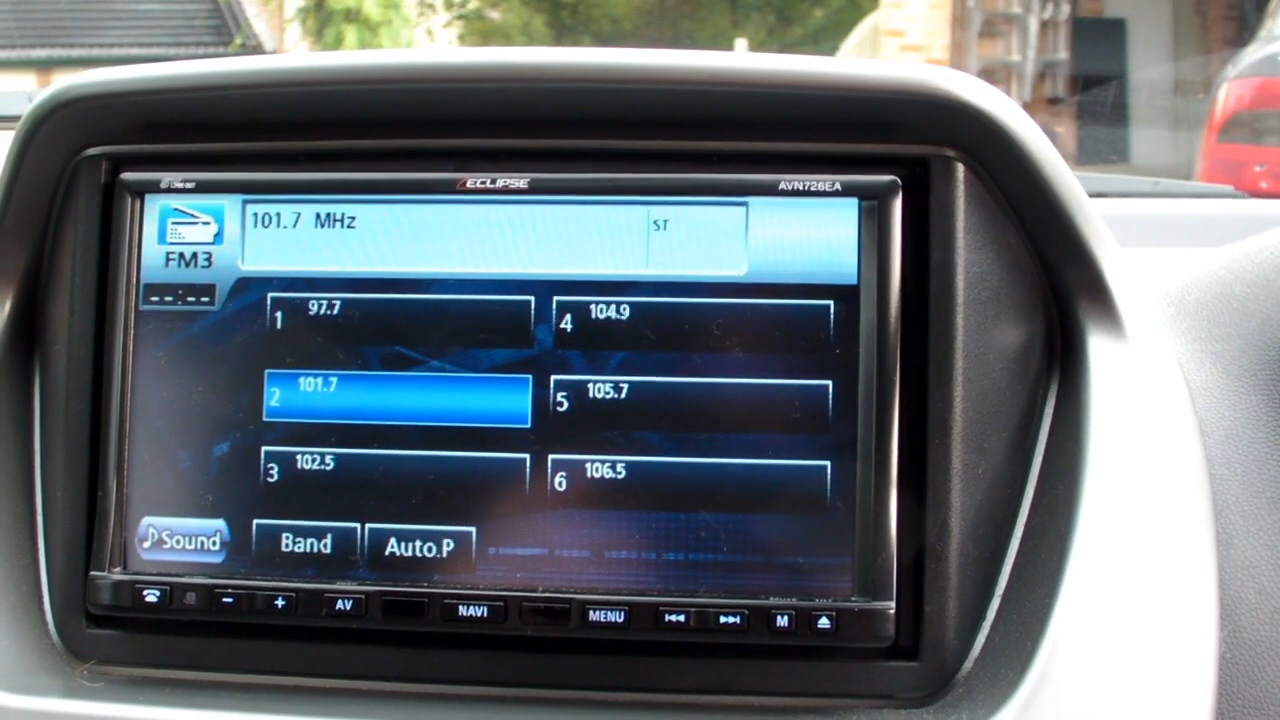 ECLIPSE
AVN726EA
101.7 MHz
ST
FM3
--:--
1 97.7
4 104.9
2 101.7
5 105.7
3 102.5
6 106.5
Sound
Band
Auto.P
- + AV NAVI MENU M